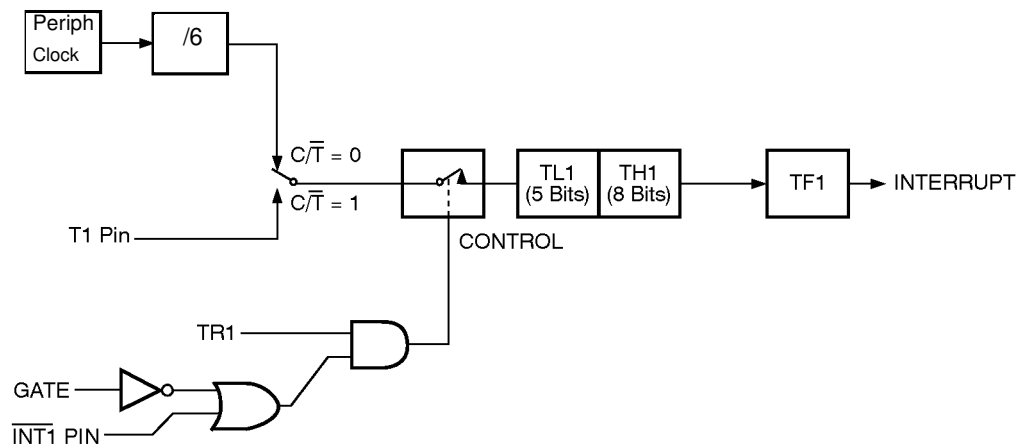 Periph
Clock
/6
C/T̅ = 0
C/T̅ = 1
T1 Pin
TL1
(5 Bits)
TH1
(8 Bits)
TF1
INTERRUPT
CONTROL
TR1
GATE
I̅N̅T̅1̅ PIN